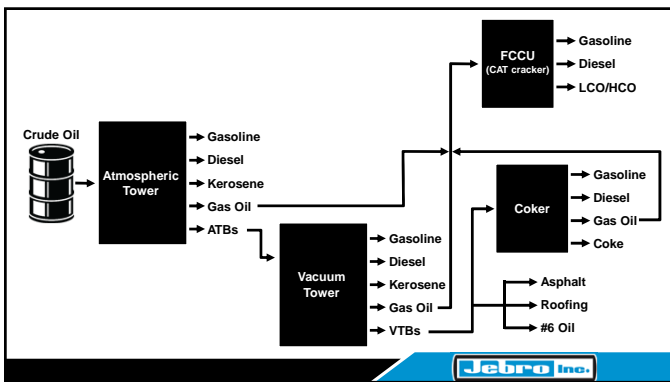 Crude Oil
Atmospheric
Tower
Gasoline
Diesel
Kerosene
Gas Oil
ATBs
Vacuum
Tower
Gasoline
Diesel
Kerosene
Gas Oil
VTBs
FCCU
(CAT cracker)
Gasoline
Diesel
LCO/HCO
Coker
Gasoline
Diesel
Gas Oil
Coke
Asphalt
Roofing
#6 Oil
Jebro Inc.